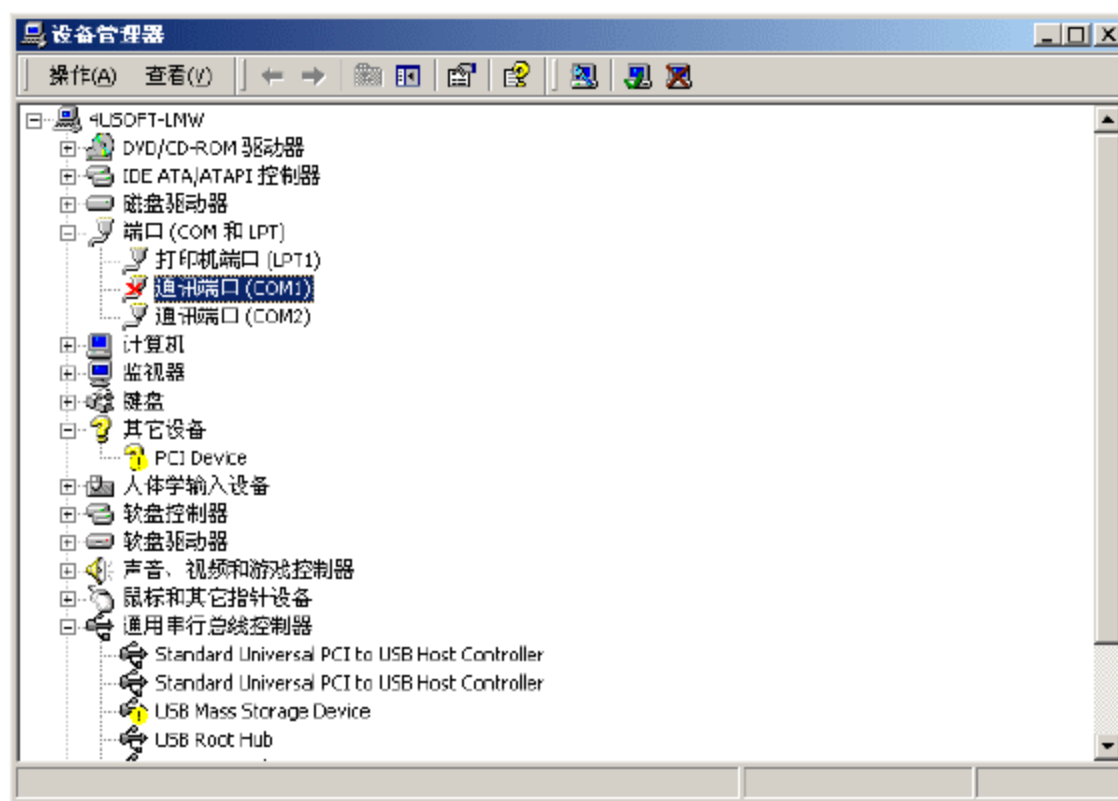 设备管理器
操作(A) 查看(V)
4USOFT-LMW
DVD/CD-ROM 驱动器
IDE ATA/ATAPI 控制器
磁盘驱动器
端口 (COM 和 LPT)
打印机端口 (LPT1)
通讯端口 (COM1)
通讯端口 (COM2)
计算机
监视器
键盘
其它设备
PCI Device
人体学输入设备
软盘控制器
软盘驱动器
声音、视频和游戏控制器
鼠标和其它指针设备
通用串行总线控制器
Standard Universal PCI to USB Host Controller
Standard Universal PCI to USB Host Controller
USB Mass Storage Device
USB Root Hub